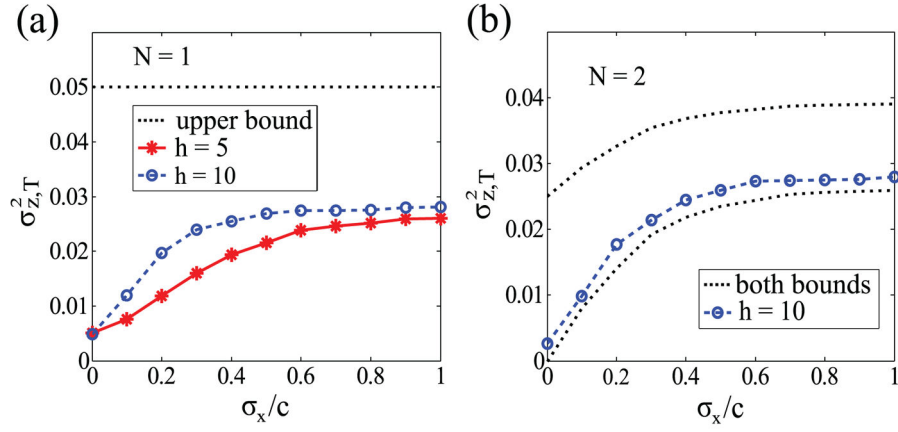 (a)
N = 1
σ²z,T
0.05
0.04
0.03
0.02
0.01
0
upper bound
h = 5
h = 10
0 0.2 0.4 0.6 0.8 1
σx/c
(b)
N = 2
σ²z,T
0.04
0.03
0.02
0.01
0
both bounds
h = 10
0 0.2 0.4 0.6 0.8 1
σx/c